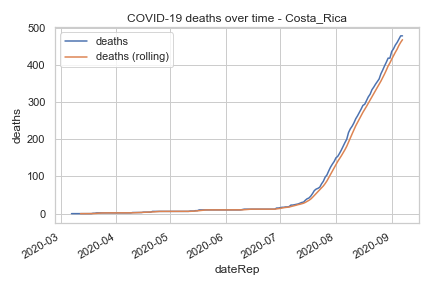 COVID-19 deaths over time - Costa_Rica
deaths
deaths (rolling)
500
400
300
200
100
0
deaths
2020-03
2020-04
2020-05
2020-06
2020-07
2020-08
2020-09
dateRep